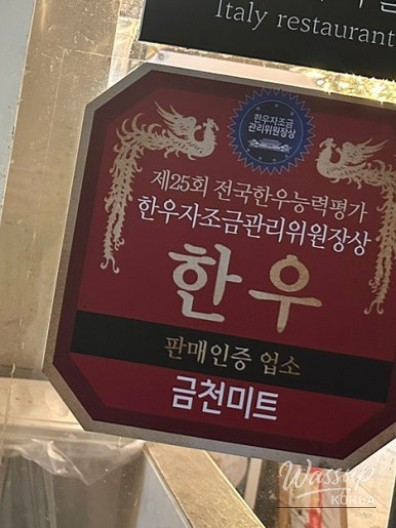 Italy restaurant
한우자조금
관리위원장상
제25회 전국한우능력평가
한우자조금관리위원장상
한우
판매인증 업소
금천미트
Wassup
KOREA